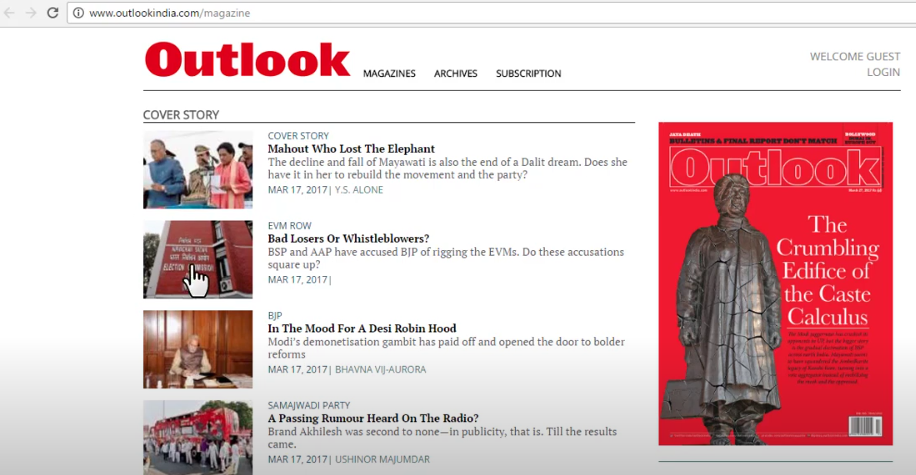 www.outlookindia.com/magazine
Outlook
MAGAZINES ARCHIVES SUBSCRIPTION
WELCOME GUEST
LOGIN
COVER STORY
COVER STORY
Mahout Who Lost The Elephant
The decline and fall of Mayawati is also the end of a Dalit dream. Does she
have it in her to rebuild the movement and the party?
MAR 17, 2017| Y.S. ALONE
EVM ROW
Bad Losers Or Whistleblowers?
BSP and AAP have accused BJP of rigging the EVMs. Do these accusations
square up?
MAR 17, 2017|
ELECTION
BJP
In The Mood For A Desi Robin Hood
Modi's demonetisation gambit has paid off and opened the door to bolder
reforms
MAR 17, 2017| BHAVNA VIJ-AURORA
SAMAJWADI PARTY
A Passing Rumour Heard On The Radio?
Brand Akhilesh was second to none—in publicity, that is. Till the results
came.
MAR 17, 2017| USHINOR MAJUMDAR
BULLETINS & FINAL REPORT DON'T MATCH
Outlook
The
Crumbling
Edifice of
the Caste
Calculus